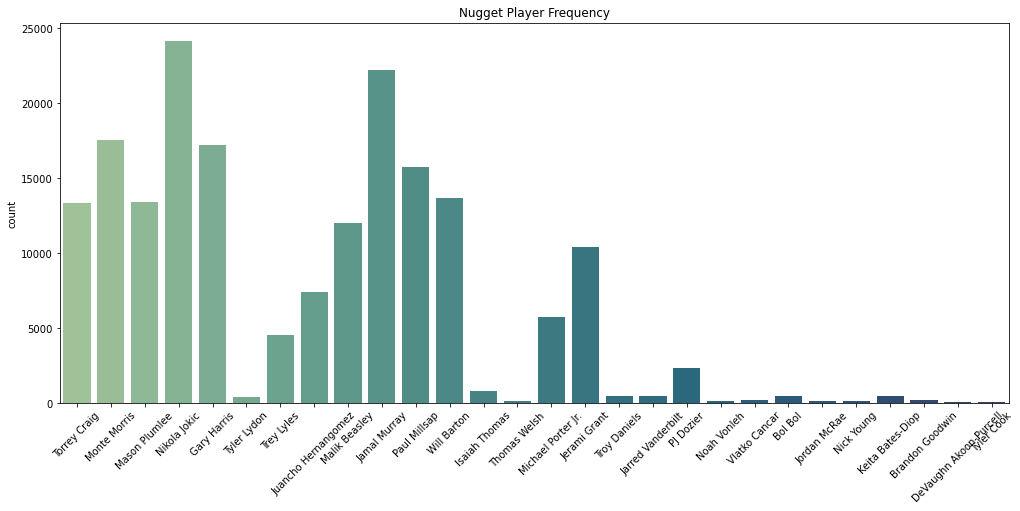 Nugget Player Frequency
25000
20000
15000
10000
5000
0
count
Torrey Craig
Monte Morris
Mason Plumlee
Nikola Jokic
Gary Harris
Tyler Lydon
Trey Lyles
Juancho Hernangomez
Malik Beasley
Jamal Murray
Paul Millsap
Will Barton
Isaiah Thomas
Thomas Welsh
Michael Porter Jr.
Jerami Grant
Troy Daniels
Jarred Vanderbilt
PJ Dozier
Noah Vonleh
Vlatko Cancar
Bol Bol
Jordan McRae
Nick Young
Keita Bates-Diop
Brandon Goodwin
DeVaughn Akoon-Purcell
Tyler Cook